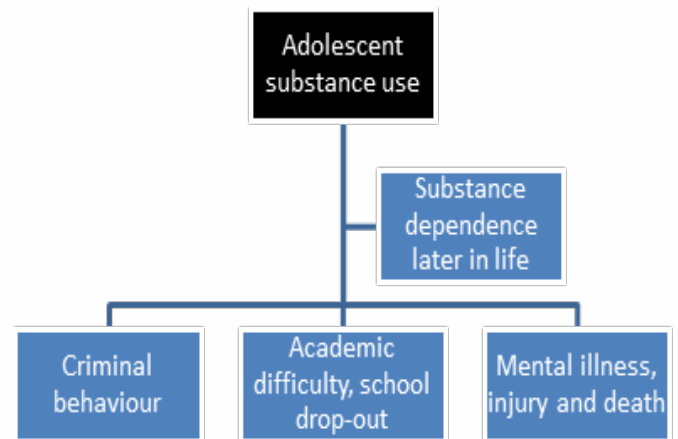 Adolescent
substance use
Substance
dependence
later in life
Criminal
behaviour
Academic
difficulty, school
drop-out
Mental illness,
injury and death